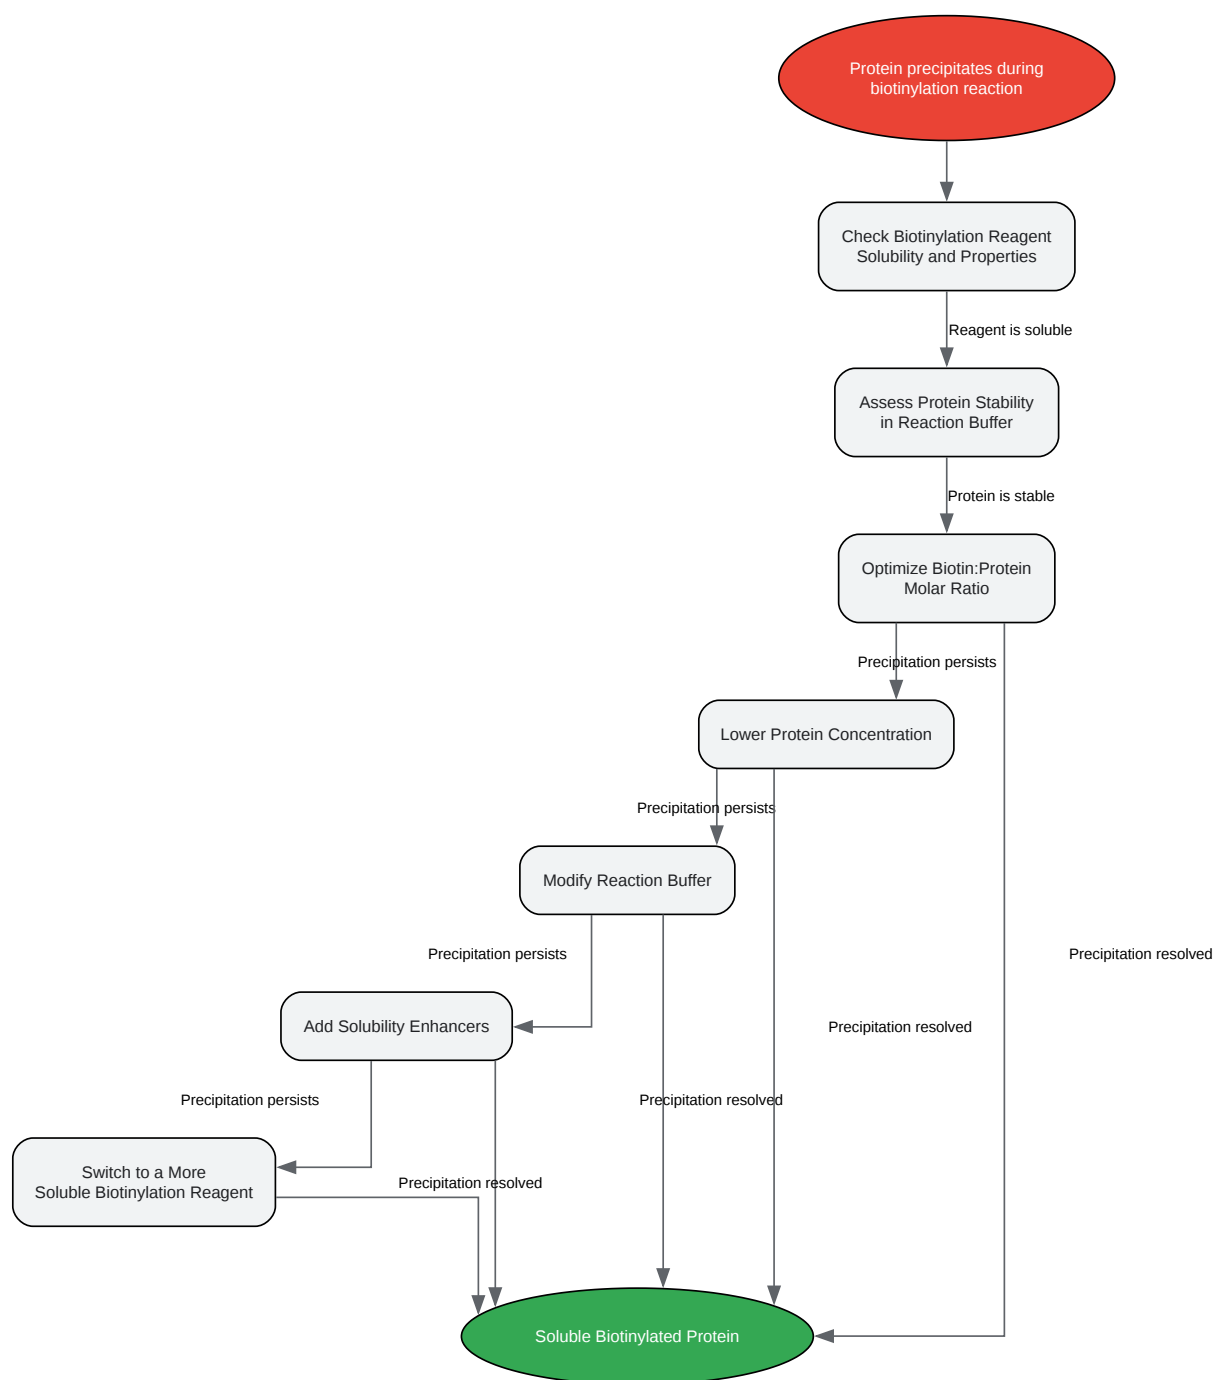 Protein precipitates during
biotinylation reaction
Check Biotinylation Reagent
Solubility and Properties
Reagent is soluble
Assess Protein Stability
in Reaction Buffer
Protein is stable
Optimize Biotin:Protein
Molar Ratio
Precipitation persists
Lower Protein Concentration
Precipitation persists
Modify Reaction Buffer
Precipitation persists
Precipitation resolved
Add Solubility Enhancers
Precipitation resolved
Precipitation persists
Precipitation resolved
Switch to a More
Soluble Biotinylation Reagent
Precipitation resolved
Soluble Biotinylated Protein